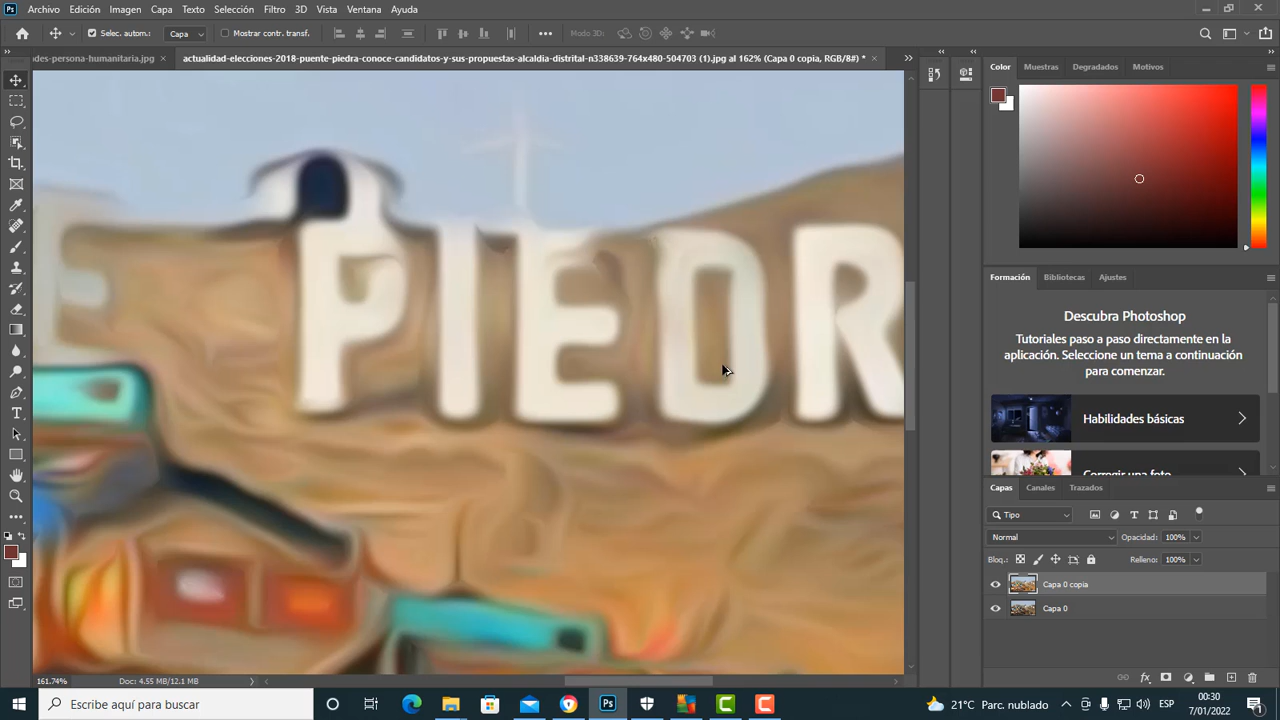 Archivo Edición Imagen Capa Texto Selección Filtro 3D Vista Ventana Ayuda
Selec. autom.: Capa Mostrar contr. transf. Modo 3D:
des-persona-humanitaria.jpg × actualidad-elecciones-2018-puente-piedra-conoce-candidatos-y-sus-propuestas-alcaldia-distrital-n338639-764x480-504703 (1).jpg al 162% (Capa 0 copia, RGB/8#) * ×
E PIEDR
Color Muestras Degradados Motivos
Formación Bibliotecas Ajustes
Descubra Photoshop
Tutoriales paso a paso directamente en la
aplicación. Seleccione un tema a continuación
para comenzar.
Habilidades básicas
Corregir una foto
Capas Canales Trazados
Tipo
Normal Opacidad: 100%
Bloq.: Relleno: 100%
Capa 0 copia
Capa 0
161.74% Doc: 4.55 MB/12.1 MB
Escribe aquí para buscar
21°C Parc. nublado ESP 00:30
7/01/2022